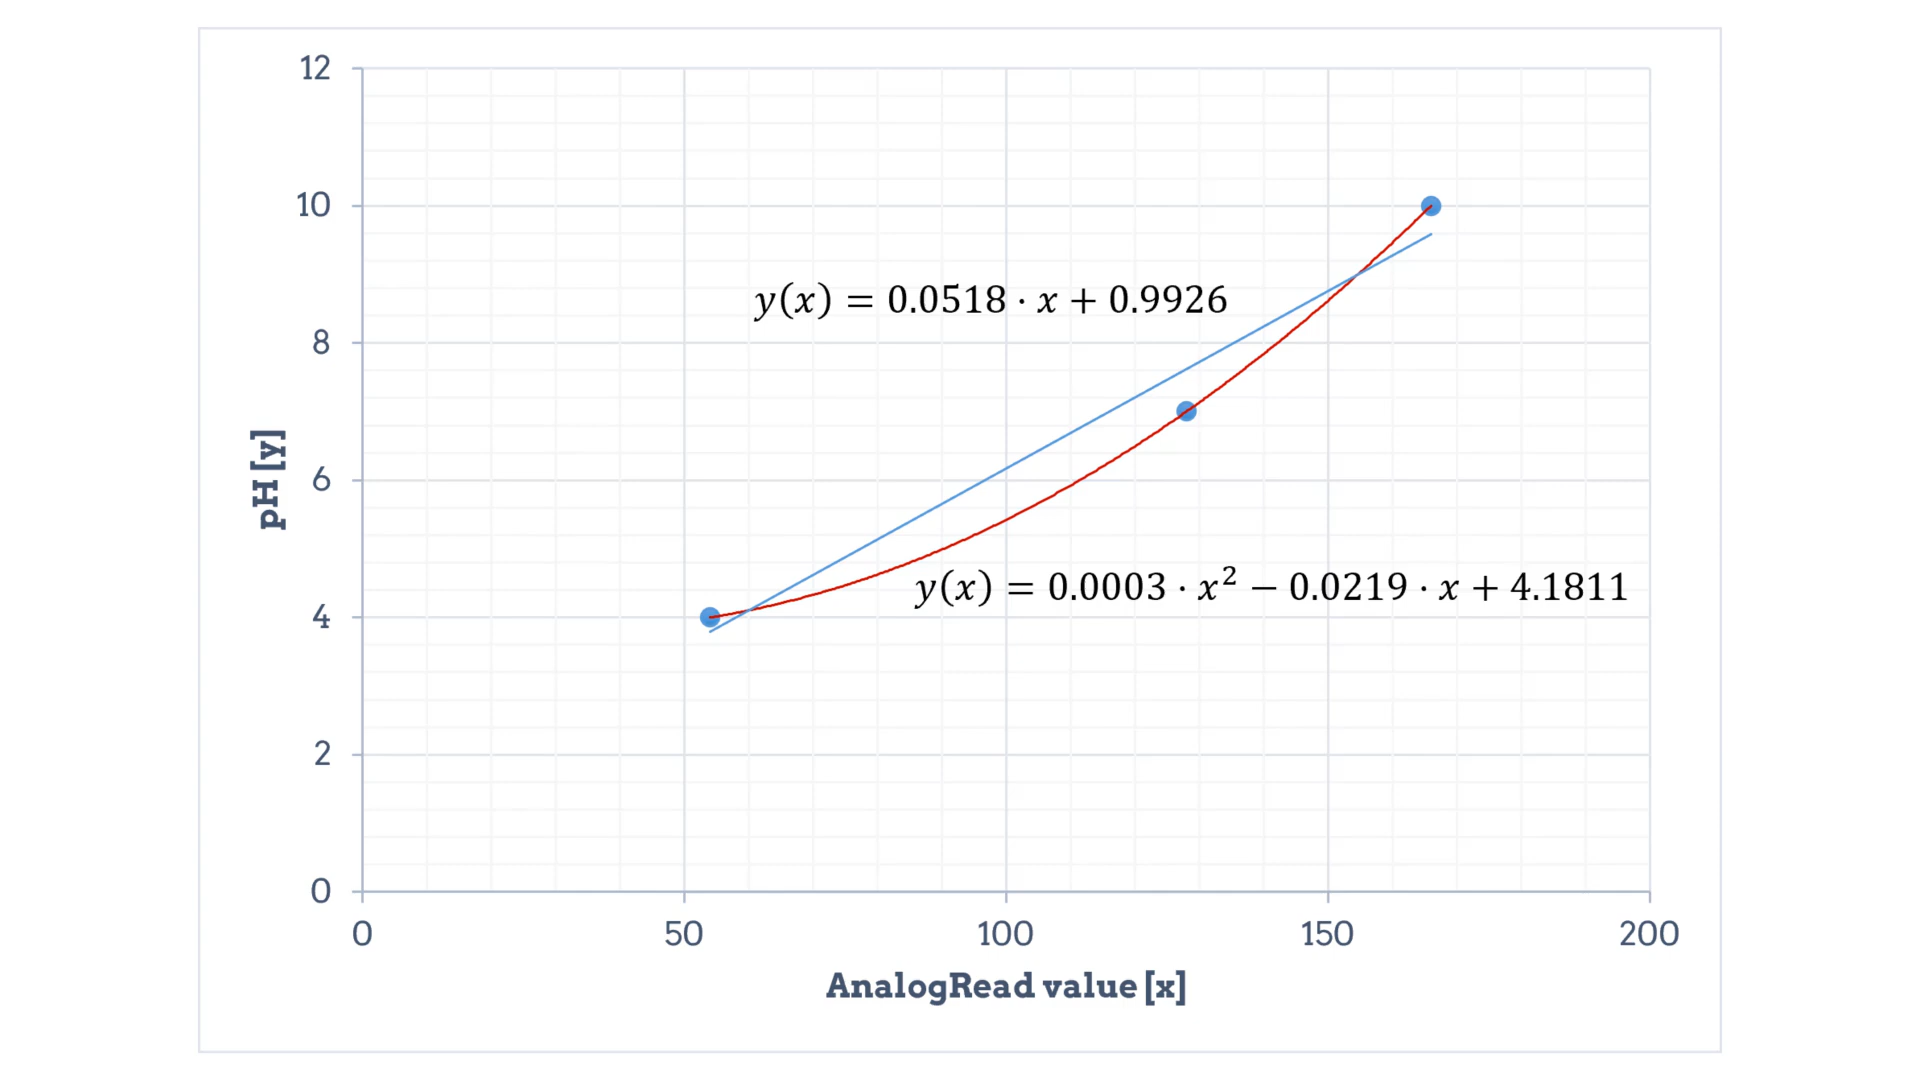 12
10
8
6
4
2
0
pH [y]
y(x) = 0.0518 · x + 0.9926
y(x) = 0.0003 · x² − 0.0219 · x + 4.1811
0 50 100 150 200
AnalogRead value [x]